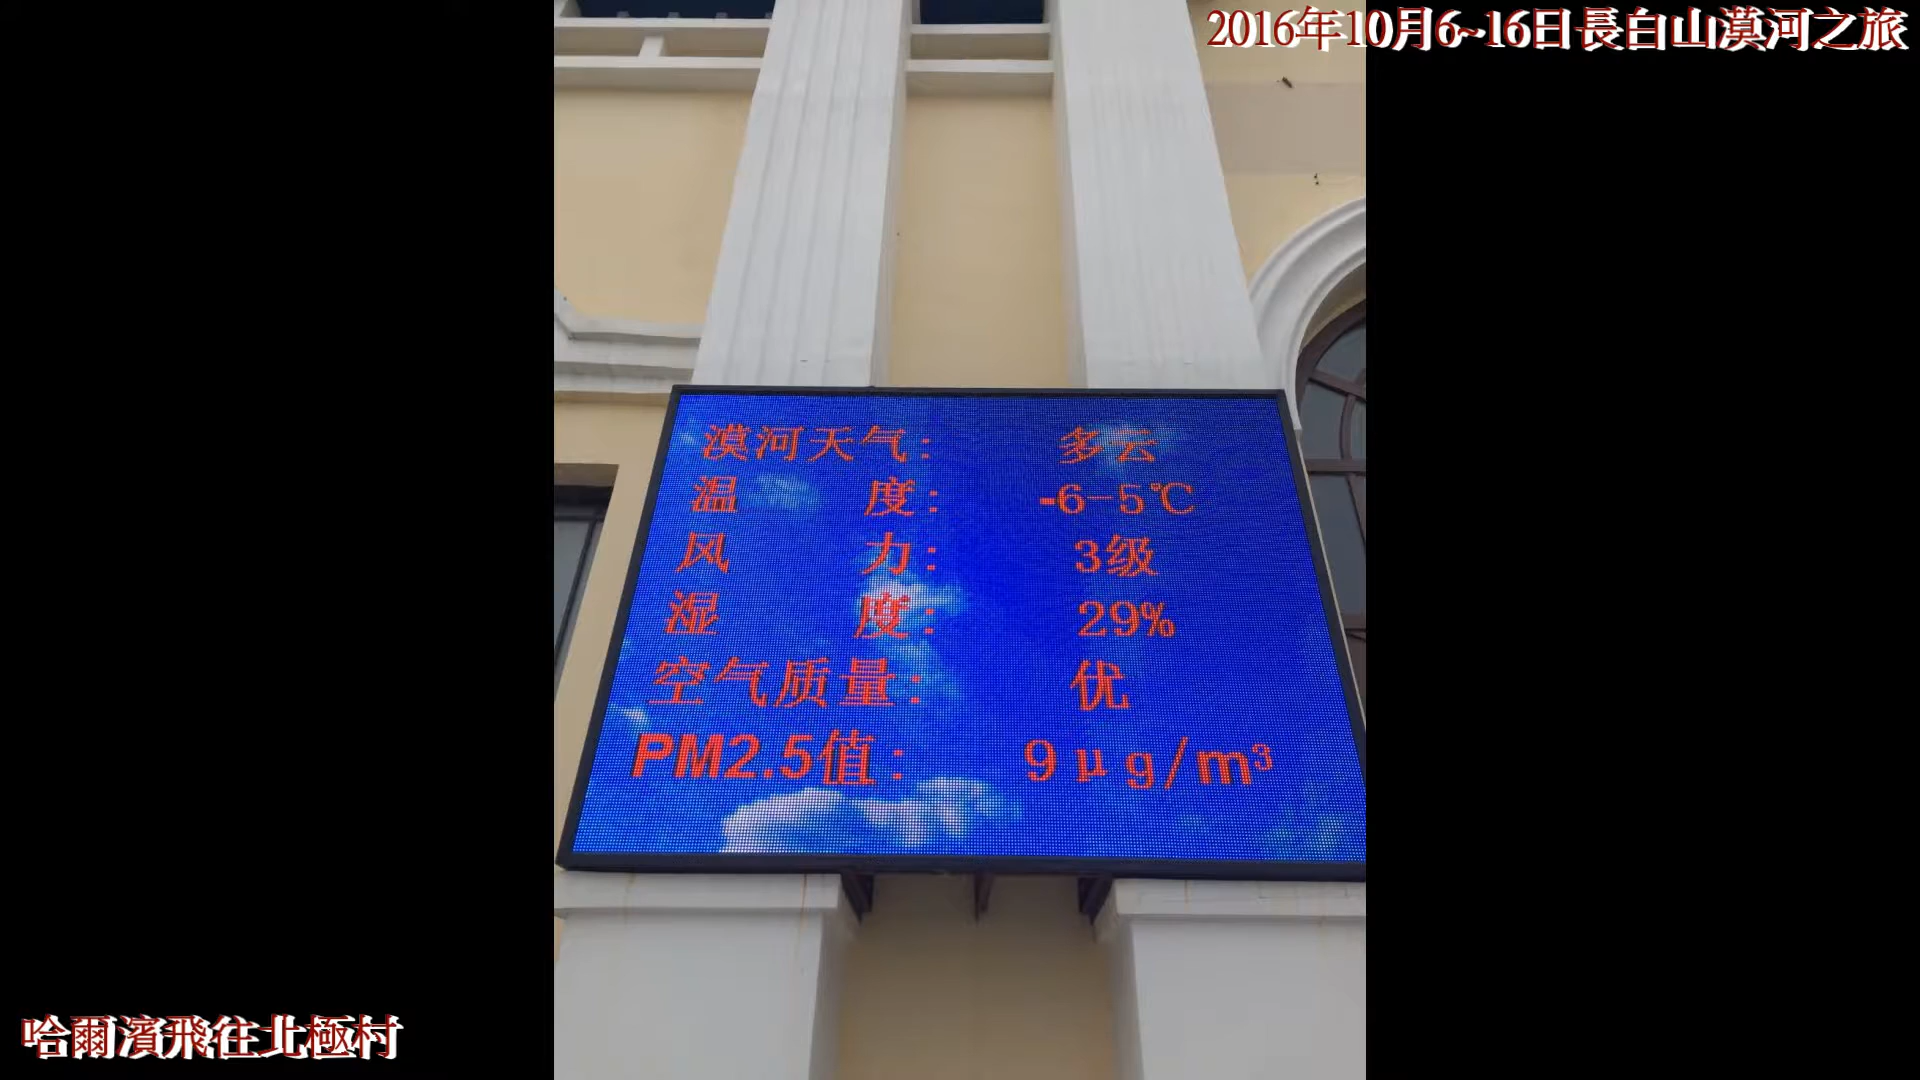 2016年10月6~16日長白山漠河之旅
漠河天气： 多云
温度： -6-5℃
风力： 3级
湿度： 29%
空气质量： 优
PM2.5值： 9μg/m³
哈爾濱飛往北極村